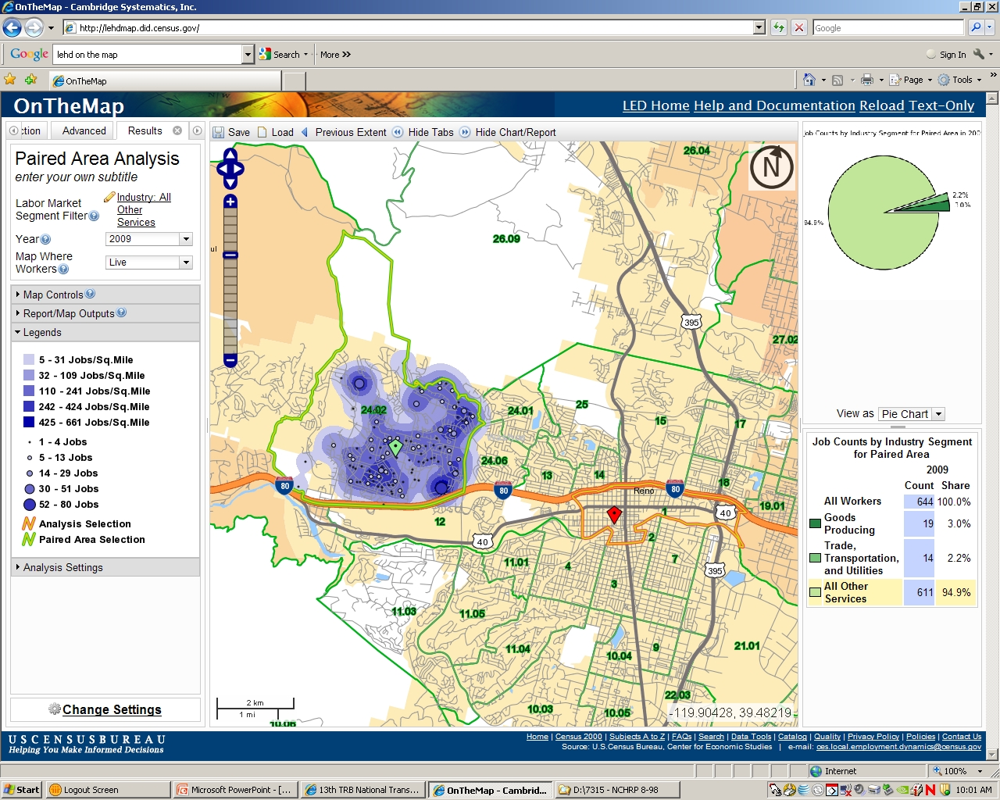 OnTheMap - Cambridge Systematics, Inc.
http://lehdmap.did.census.gov/
Google
Google
lehd on the map
Search
More »
Sign In
OnTheMap
Page
Tools
»
OnTheMap
LED Home Help and Documentation Reload Text-Only
ction
Advanced
Results
Save
Load
Previous Extent
Hide Tabs
Hide Chart/Report
Paired Area Analysis
enter your own subtitle
Labor Market
Segment Filter
Industry: All
Other
Services
Year
2009
Map Where
Workers
Live
Map Controls
Report/Map Outputs
Legends
5 - 31 Jobs/Sq.Mile
32 - 109 Jobs/Sq.Mile
110 - 241 Jobs/Sq.Mile
242 - 424 Jobs/Sq.Mile
425 - 661 Jobs/Sq.Mile
1 - 4 Jobs
5 - 13 Jobs
14 - 29 Jobs
30 - 51 Jobs
52 - 80 Jobs
Analysis Selection
Paired Area Selection
Analysis Settings
Change Settings
26.04
N
26.09
ul
395
27.02
24.02
24.01
25
15
17
24.06
13
14
18
80
80
80
Reno
19.01
12
1
40
40
2
11.01
4
7
3
395
11.03
11.05
11.04
9
10.04
21.01
22.03
10.03
10.05
10.06
2 km
1 mi
-119.90428, 39.48219
Job Counts by Industry Segment for Paired Area in 200
2.2%
3.0%
94.9%
View as
Pie Chart
Job Counts by Industry Segment
for Paired Area
2009
Count Share
All Workers 644 100.0%
Goods
Producing 19 3.0%
Trade,
Transportation, 14 2.2%
and Utilities
All Other
Services 611 94.9%
USCENSUSBUREAU
Helping You Make Informed Decisions
Home | Census 2000 | Subjects A to Z | FAQs | Search | Data Tools | Catalog | Quality | Privacy Policy | Policies | Contact Us
Source: U.S.Census Bureau, Center for Economic Studies | e-mail: ces.local.employment.dynamics@census.gov
Internet
100%
Start
Logout Screen
Microsoft PowerPoint - [...
13th TRB National Trans...
OnTheMap - Cambrid...
D:\7315 - NCHRP 8-98
10:01 AM